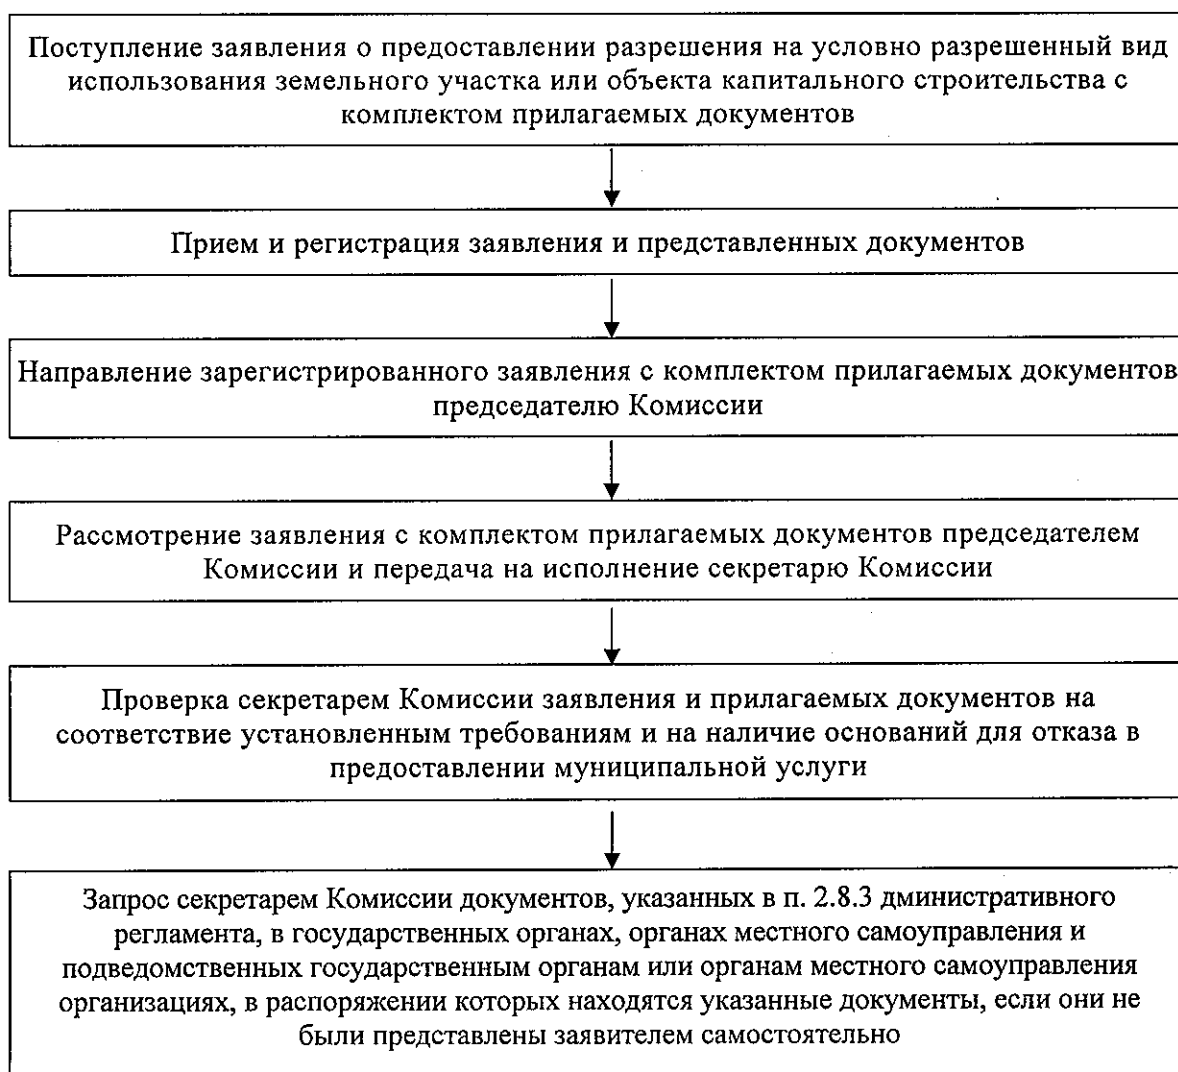 Поступление заявления о предоставлении разрешения на условно разрешенный вид
использования земельного участка или объекта капитального строительства с
комплектом прилагаемых документов
Прием и регистрация заявления и представленных документов
Направление зарегистрированного заявления с комплектом прилагаемых документов
председателю Комиссии
Рассмотрение заявления с комплектом прилагаемых документов председателем
Комиссии и передача на исполнение секретарю Комиссии
Проверка секретарем Комиссии заявления и прилагаемых документов на
соответствие установленным требованиям и на наличие оснований для отказа в
предоставлении муниципальной услуги
Запрос секретарем Комиссии документов, указанных в п. 2.8.3 дминистративного
регламента, в государственных органах, органах местного самоуправления и
подведомственных государственным органам или органам местного самоуправления
организациях, в распоряжении которых находятся указанные документы, если они не
были представлены заявителем самостоятельно